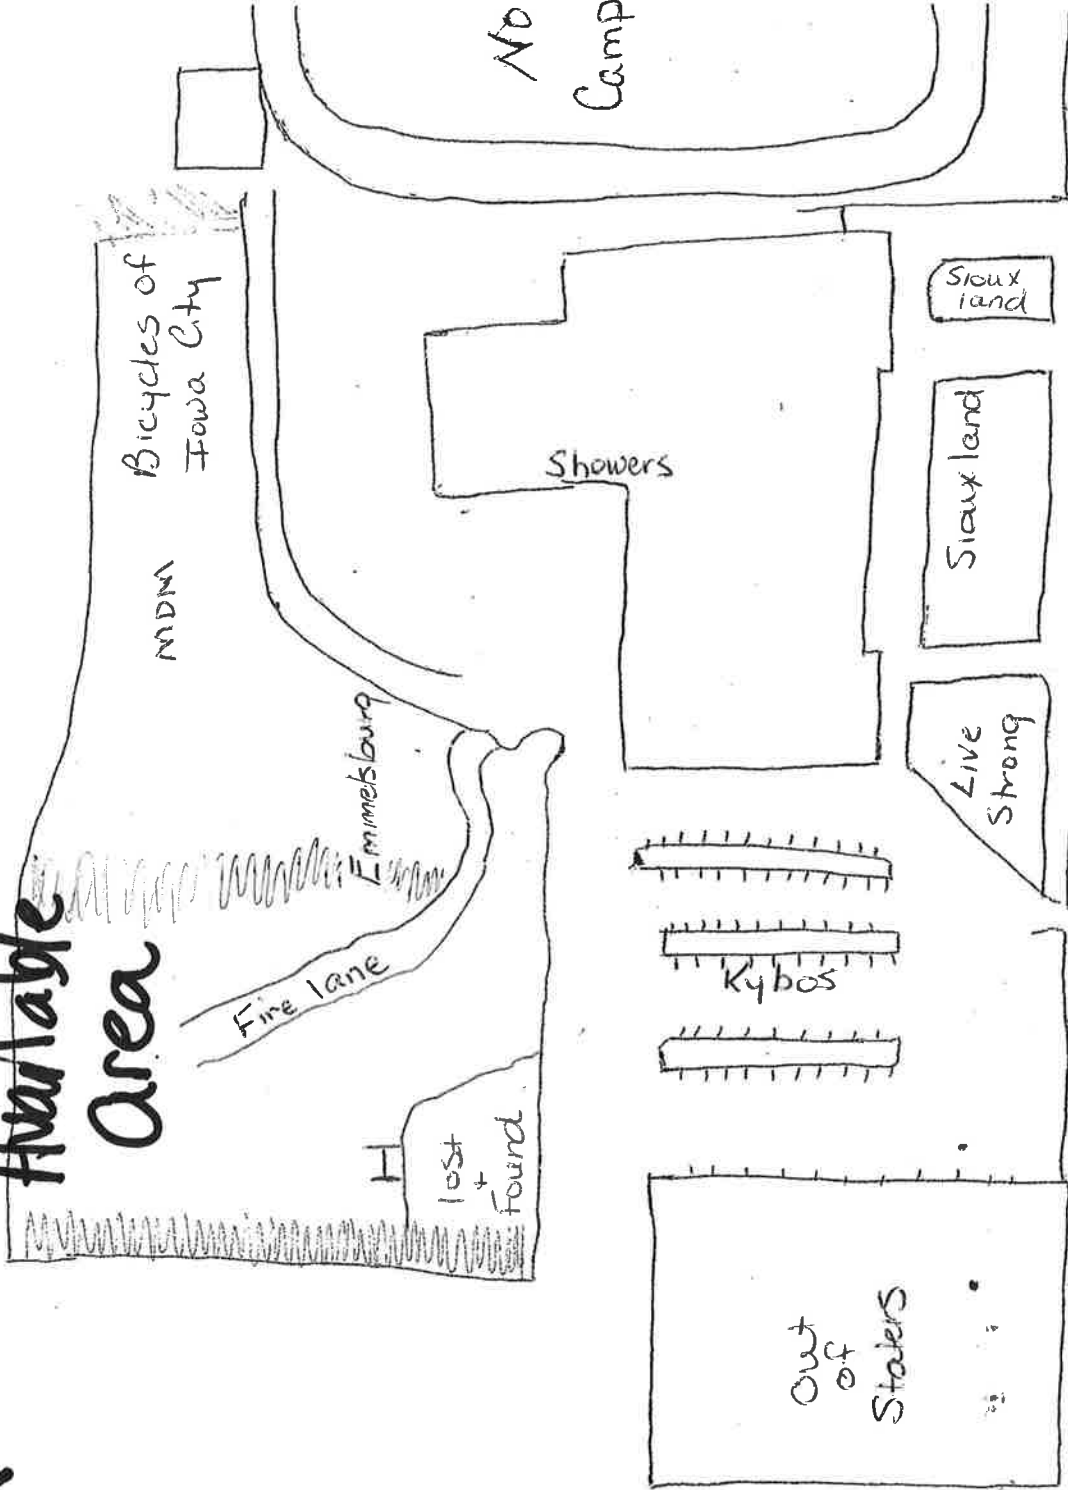 No
Camp
Bicycles of
Iowa City
MDM
Emmetsburg
Available
Area
Fire lane
H
lost
+
Found
Showers
Sioux
land
Sioux land
Live
Strong
Kybos
Out
of
Staters